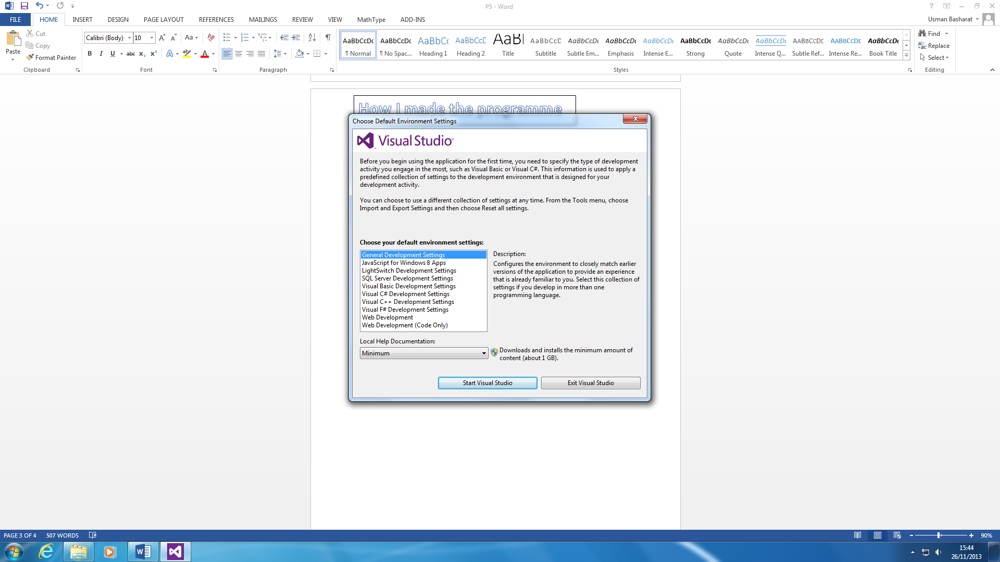 P5 - Word
FILE HOME INSERT DESIGN PAGE LAYOUT REFERENCES MAILINGS REVIEW VIEW MathType ADD-INS Usman Basharat
Paste
Cut
Copy
Format Painter
Clipboard
Calibri (Body) 10
Font
Paragraph
AaBbCcDc AaBbCcDc AaBbCc AaBbCcD AaBl AaBbCcD AaBbCcDc AaBbCcDc AaBbCcDc AaBbCcDc AaBbCcDc AaBbCcDc AABBCCDE AABBCCDE AaBbCcDc
¶ Normal ¶ No Spac... Heading 1 Heading 2 Title Subtitle Subtle Em... Emphasis Intense E... Strong Quote Intense Q... Subtle Ref... Intense Re... Book Title
Styles
Find
Replace
Select
Editing
How I made the programme
Choose Default Environment Settings
Visual Studio
Before you begin using the application for the first time, you need to specify the type of development
activity you engage in the most, such as Visual Basic or Visual C#. This information is used to apply a
predefined collection of settings to the development environment that is designed for your
development activity.
You can choose to use a different collection of settings at any time. From the Tools menu, choose
Import and Export Settings and then choose Reset all settings.
Choose your default environment settings:
General Development Settings
JavaScript for Windows 8 Apps
LightSwitch Development Settings
SQL Server Development Settings
Visual Basic Development Settings
Visual C# Development Settings
Visual C++ Development Settings
Visual F# Development Settings
Web Development
Web Development (Code Only)
Description:
Configures the environment to closely match earlier
versions of the application to provide an experience
that is already familiar to you. Select this collection of
settings if you develop in more than one
programming language.
Local Help Documentation:
Minimum
Downloads and installs the minimum amount of
content (about 1 GB).
Start Visual Studio
Exit Visual Studio
PAGE 3 OF 4 507 WORDS 90%
15:44
26/11/2013